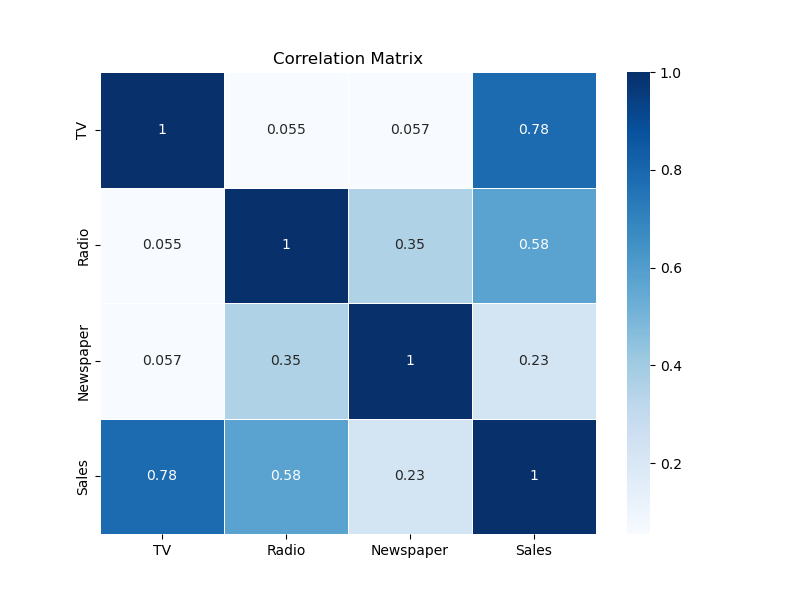 Correlation Matrix
TV 1 0.055 0.057 0.78
Radio 0.055 1 0.35 0.58
Newspaper 0.057 0.35 1 0.23
Sales 0.78 0.58 0.23 1
TV Radio Newspaper Sales
1.0
0.8
0.6
0.4
0.2